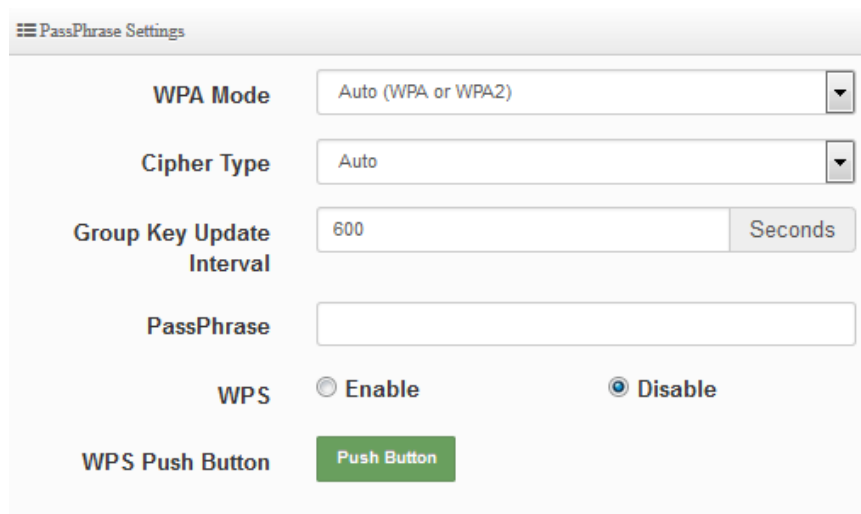 PassPhrase Settings
WPA Mode Auto (WPA or WPA2)
Cipher Type Auto
Group Key Update Interval 600 Seconds
PassPhrase
WPS Enable Disable
WPS Push Button Push Button